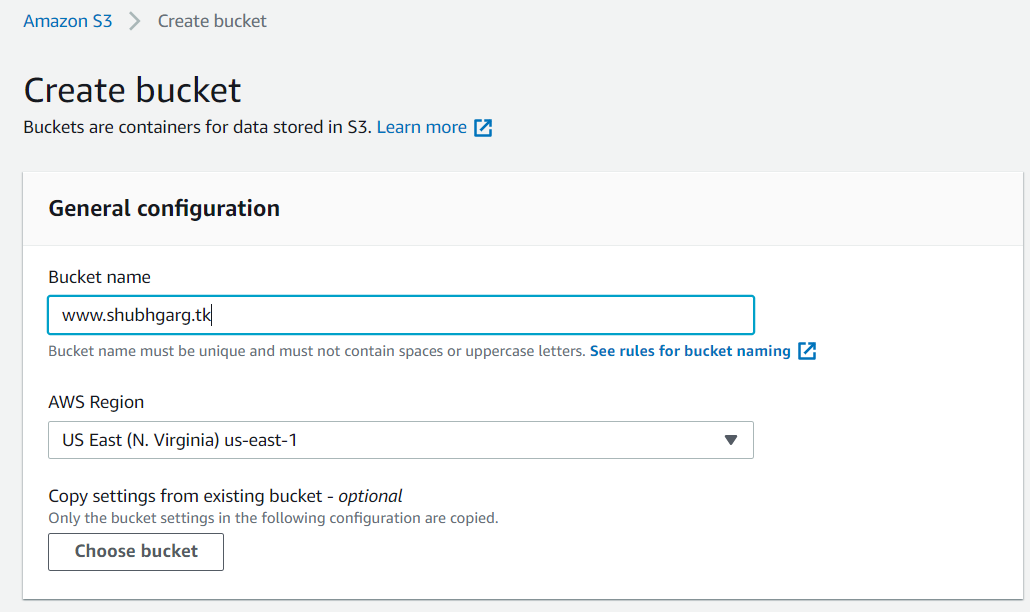 Amazon S3 > Create bucket
Create bucket
Buckets are containers for data stored in S3. Learn more
General configuration
Bucket name
www.shubhgarg.tk
Bucket name must be unique and must not contain spaces or uppercase letters. See rules for bucket naming
AWS Region
US East (N. Virginia) us-east-1
Copy settings from existing bucket - optional
Only the bucket settings in the following configuration are copied.
Choose bucket